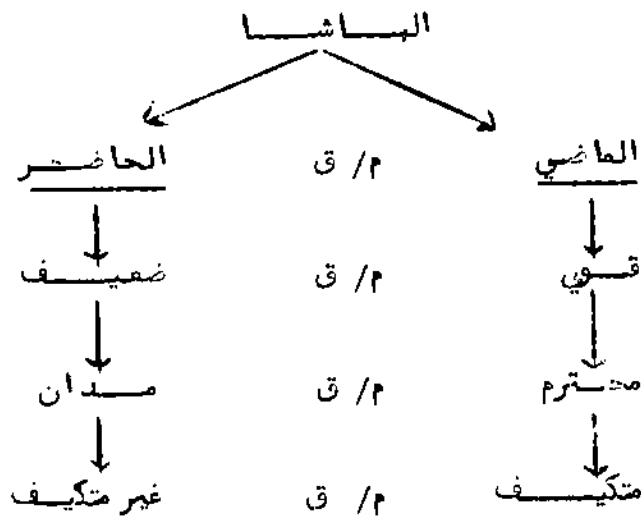 الباشا
الماضي م/ ق الحاضر
قوي م/ ق ضعيف
محترم م/ ق مدان
متكيف م/ ق غير متكيف